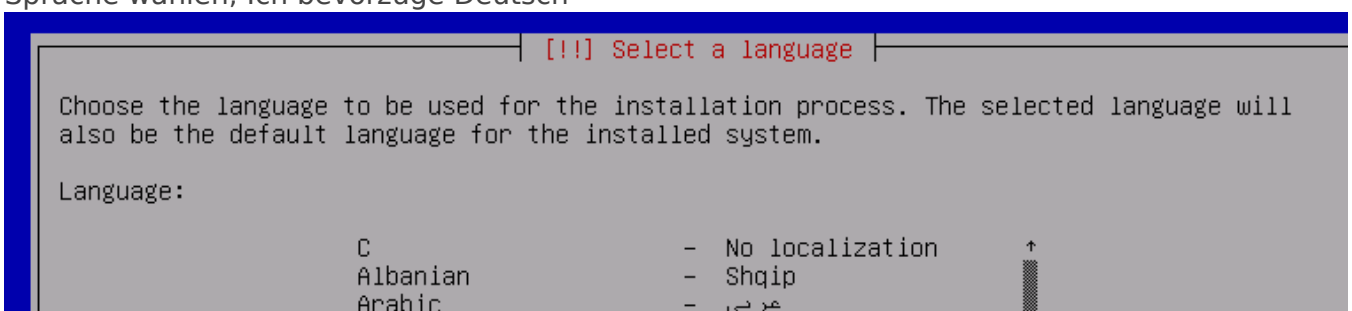 Sprache wählen, ich bevorzuge Deutsch
[!!] Select a language
Choose the language to be used for the installation process. The selected language will
also be the default language for the installed system.
Language:
C - No localization ↑
Albanian - Shqip
Arabic - عربي